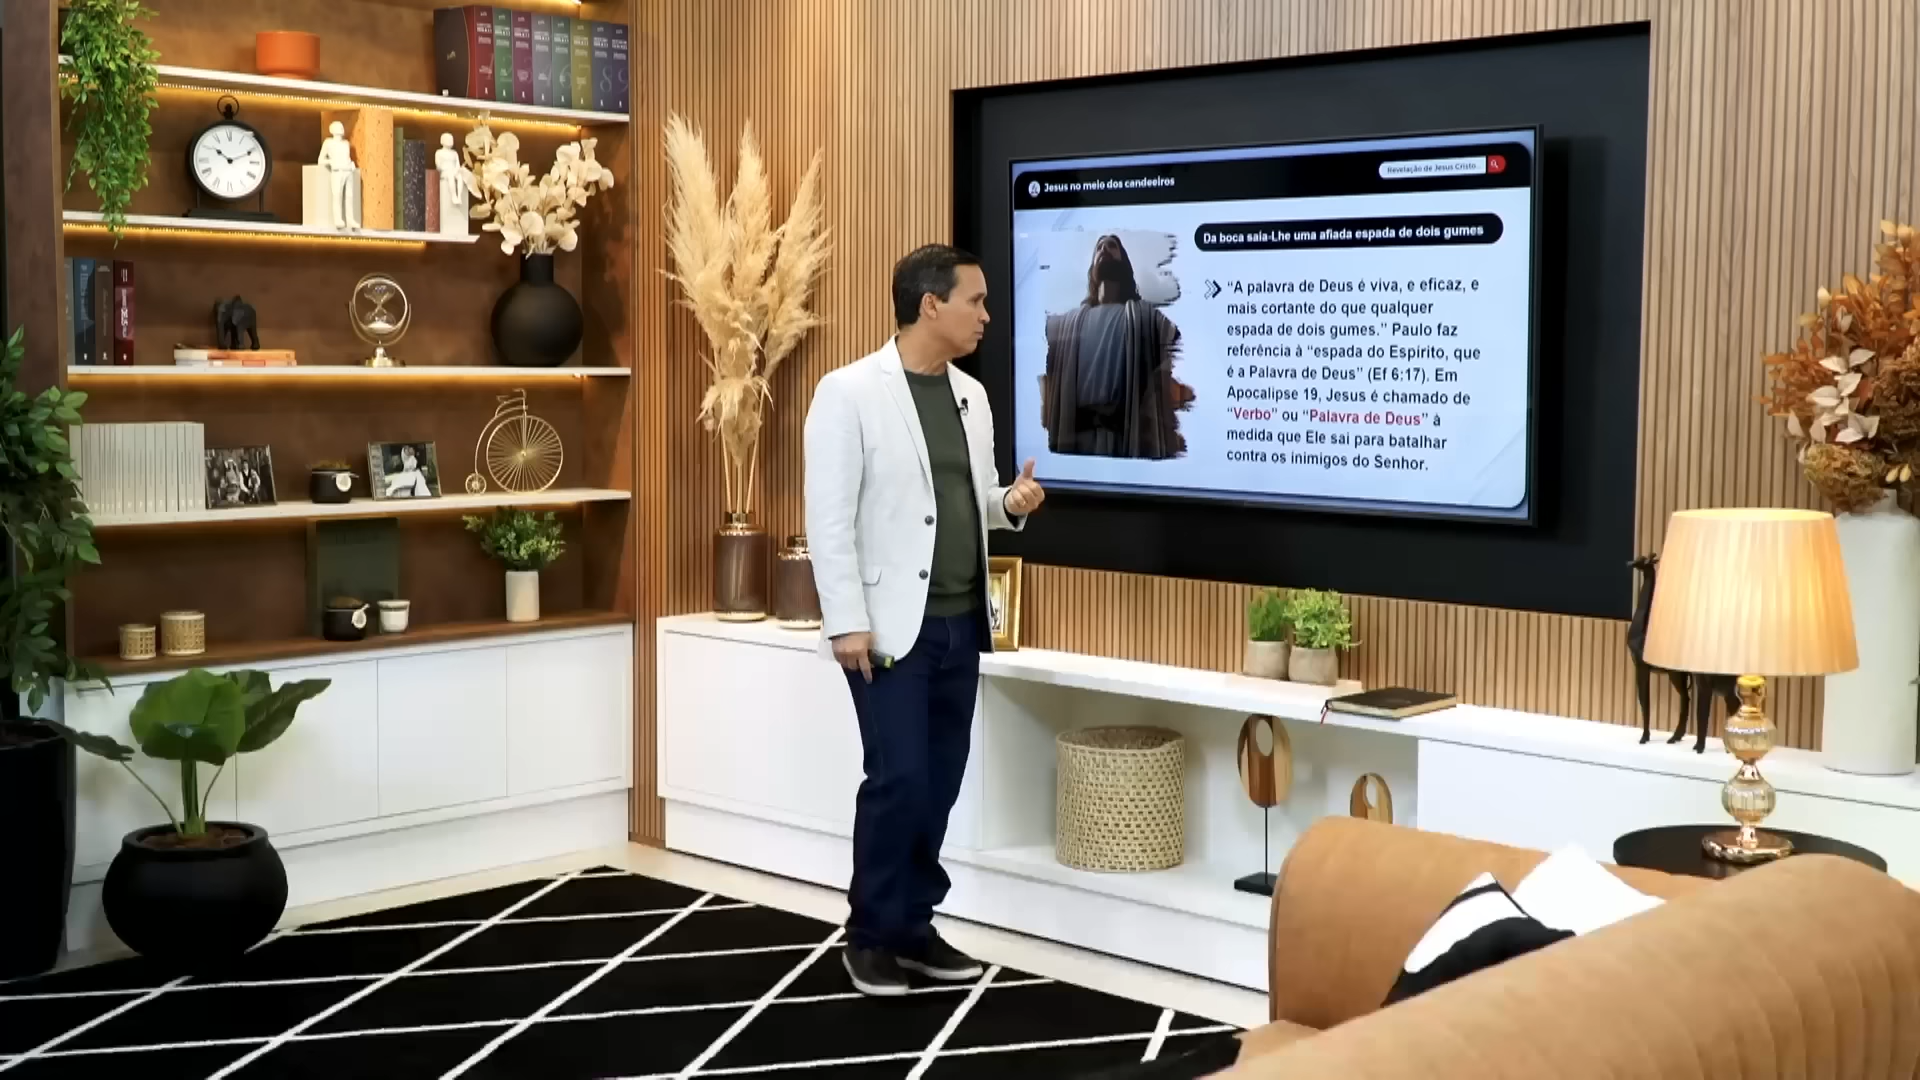 Jesus no meio dos candeeiros
Revelação de Jesus Cristo...
Da boca saia-Lhe uma afiada espada de dois gumes
“A palavra de Deus é viva, e eficaz, e
mais cortante do que qualquer
espada de dois gumes.” Paulo faz
referência à “espada do Espirito, que
é a Palavra de Deus” (Ef 6:17). Em
Apocalipse 19, Jesus é chamado de
“Verbo” ou “Palavra de Deus” à
medida que Ele sai para batalhar
contra os inimigos do Senhor.